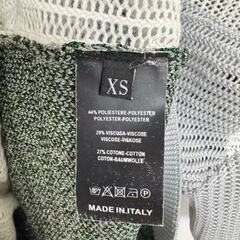 XS
44% POLIESTERE-POLYESTER
POLYESTER-POLYESTER
29% VISCOSA-VISCOSE
VISCOSE-VISKOSE
27% COTONE-COTTON
COTON-BAUMWOLLE
MADE IN ITALY